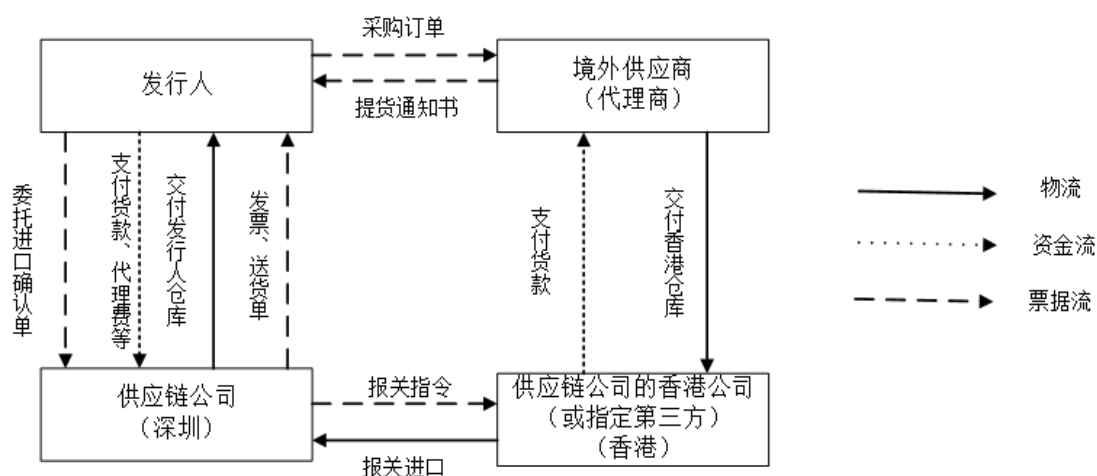 采购订单
发行人
境外供应商
（代理商）
提货通知书
委托进口确认单
支付货款、代理费等
交付发行人仓库
发票、送货单
支付货款
交付香港仓库
物流
资金流
票据流
供应链公司
（深圳）
报关指令
供应链公司的香港公司
（或指定第三方）
（香港）
报关进口